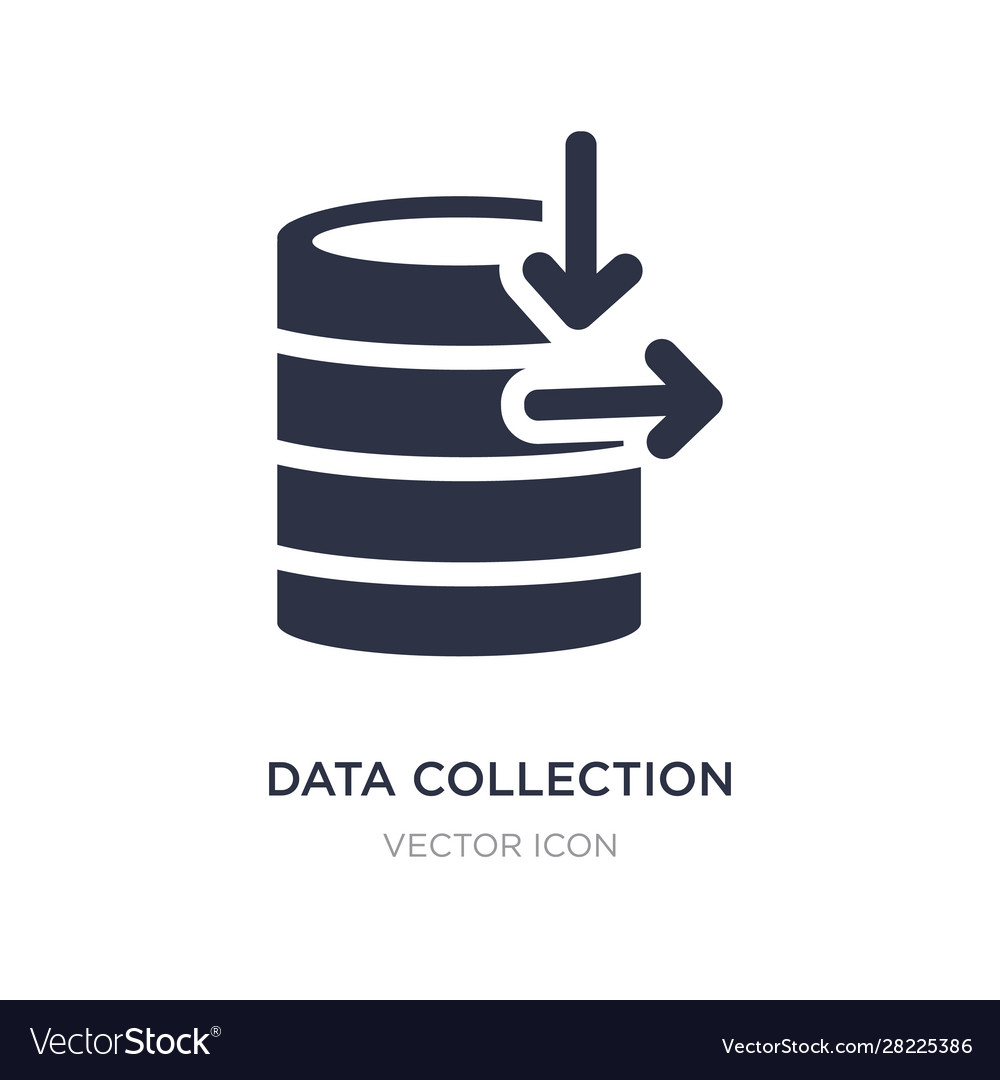 DATA COLLECTION
VECTOR ICON
VectorStock®
VectorStock.com/28225386